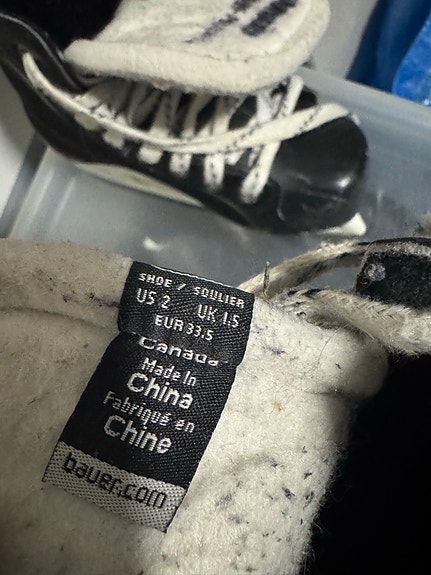 SHOE / SOULIER
US 2 UK 1.5
EUR 33.5
Canada
Made in
China
Fabriqué en
Chine
bauer.com